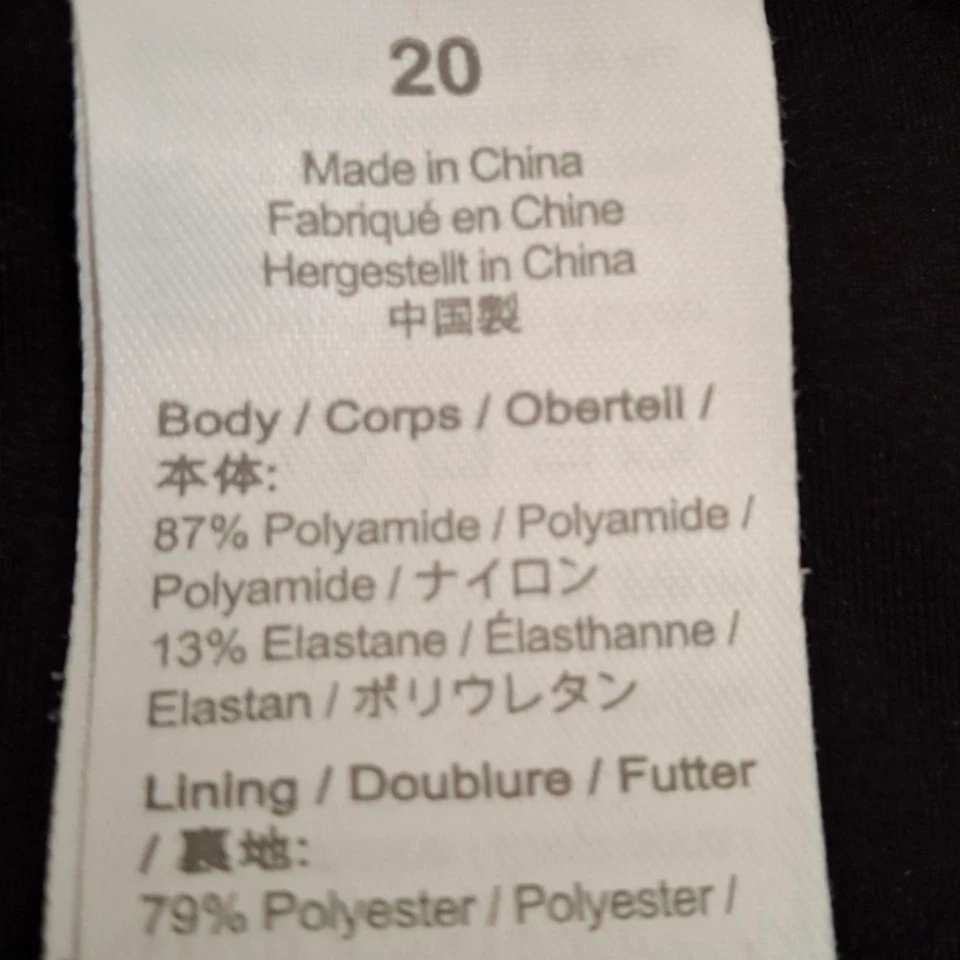 20
Made in China
Fabriqué en Chine
Hergestellt in China
中国製
Body / Corps / Oberteil /
本体:
87% Polyamide / Polyamide /
Polyamide / ナイロン
13% Elastane / Élasthanne /
Elastan / ポリウレタン
Lining / Doublure / Futter
/ 裏地:
79% Polyester / Polyester /